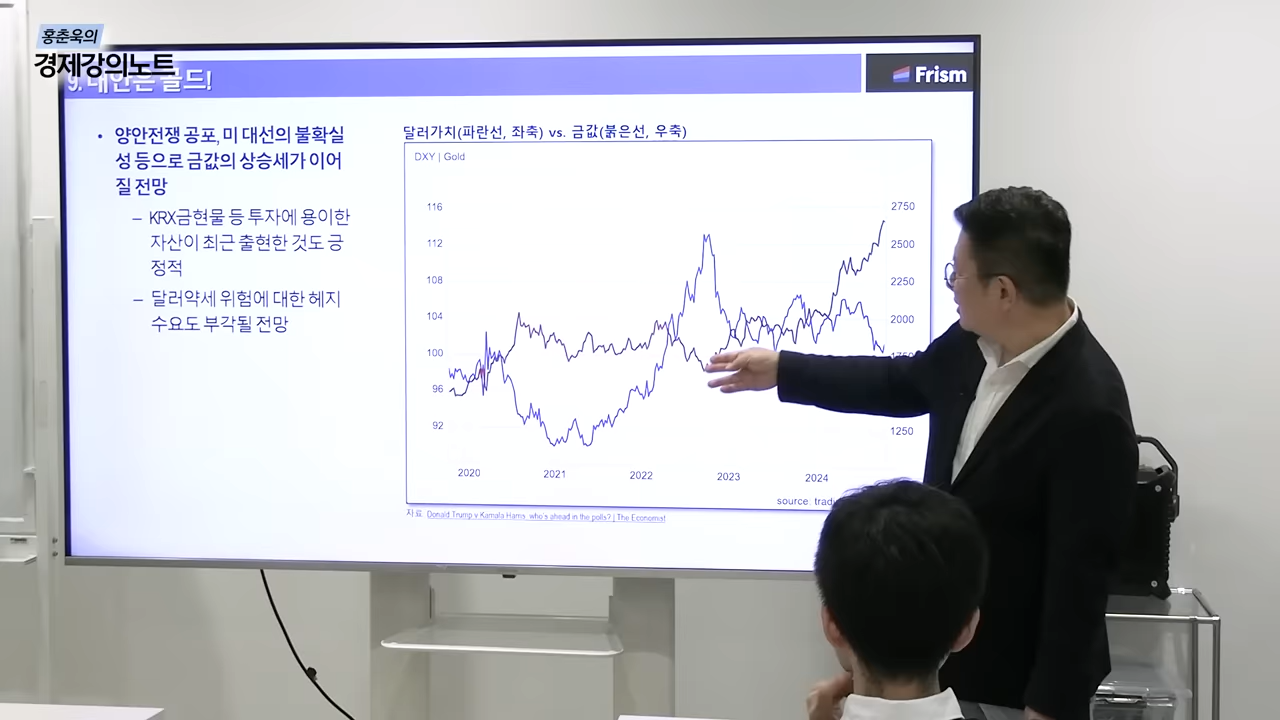 홍춘욱의
경제강의노트
Frism
• 양안전쟁 공포, 미 대선의 불확실
성 등으로 금값의 상승세가 이어
질 전망
– KRX금현물 등 투자에 용이한
자산이 최근 출현한 것도 긍
정적
– 달러약세 위험에 대한 헤지
수요도 부각될 전망
달러가치(파란선, 좌축) vs. 금값(붉은선, 우축)
DXY | Gold
116
112
108
104
100
96
92
2750
2500
2250
2000
1250
2020 2021 2022 2023 2024
source:
자료: Donald Trump v Kamala Harris: who's ahead in the polls? | The Economist